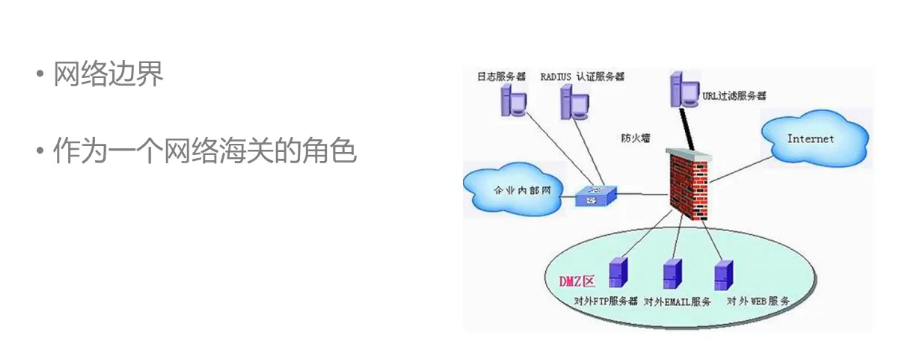 • 网络边界
• 作为一个网络海关的角色
日志服务器
RADIUS 认证服务器
URL过滤服务器
防火墙
Internet
企业内部网
DMZ区
对外FTP服务器
对外EMAIL服务
对外WEB服务